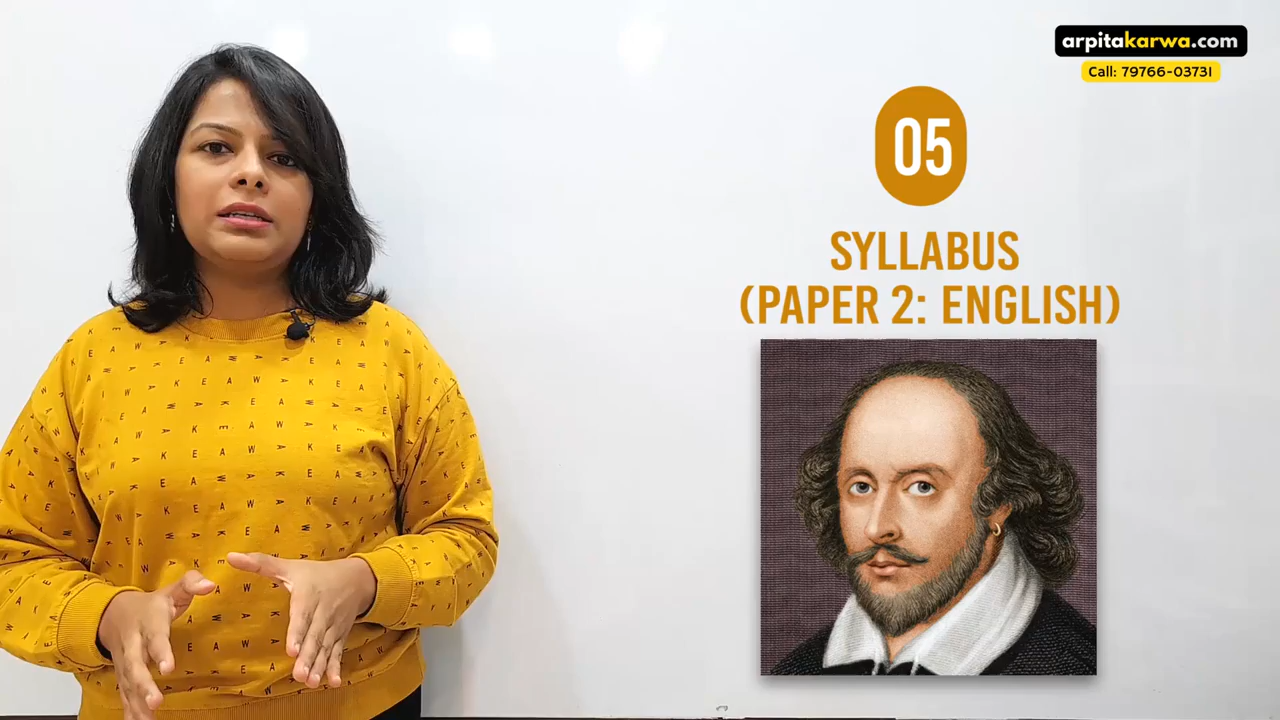 arpitakarwa.com
Call: 79766-03731
05
SYLLABUS
(PAPER 2: ENGLISH)